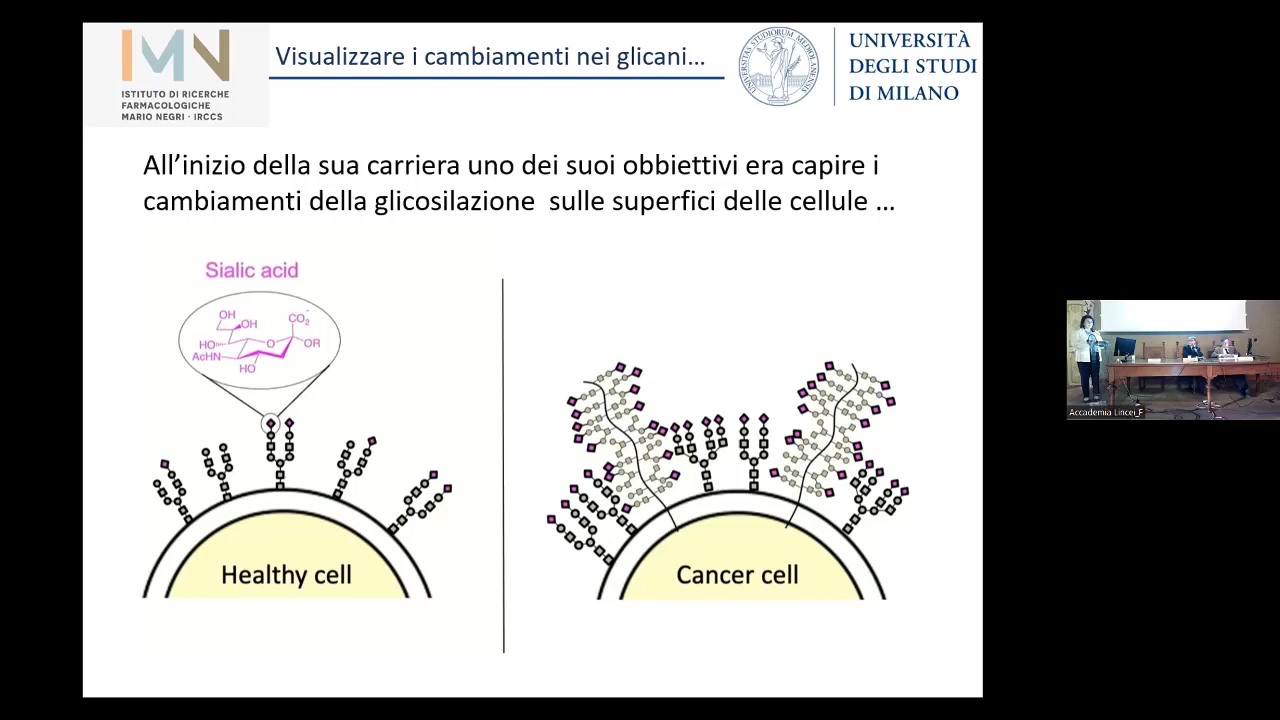 IMN
ISTITUTO DI RICERCHE
FARMACOLOGICHE
MARIO NEGRI · IRCCS
Visualizzare i cambiamenti nei glicani…
UNIVERSITÀ
DEGLI STUDI
DI MILANO
All’inizio della sua carriera uno dei suoi obbiettivi era capire i
cambiamenti della glicosilazione sulle superfici delle cellule …
Sialic acid
OH
OH
CO2-
HO
O
OR
AcHN
HO
Healthy cell
Cancer cell
Accademia Lincei_F